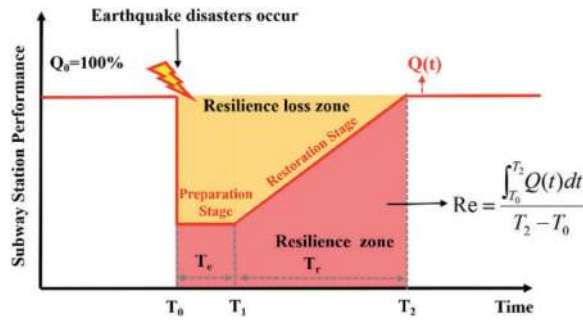 Earthquake disasters occur
Q₀=100%
Q(t)
Resilience loss zone
Subway Station Performance
Restoration Stage
Preparation
Stage
Re = ∫_{T₀}^{T₂} Q(t)dt / (T₂ − T₀)
Resilience zone
Tₑ
Tᵣ
T₀
T₁
T₂
Time